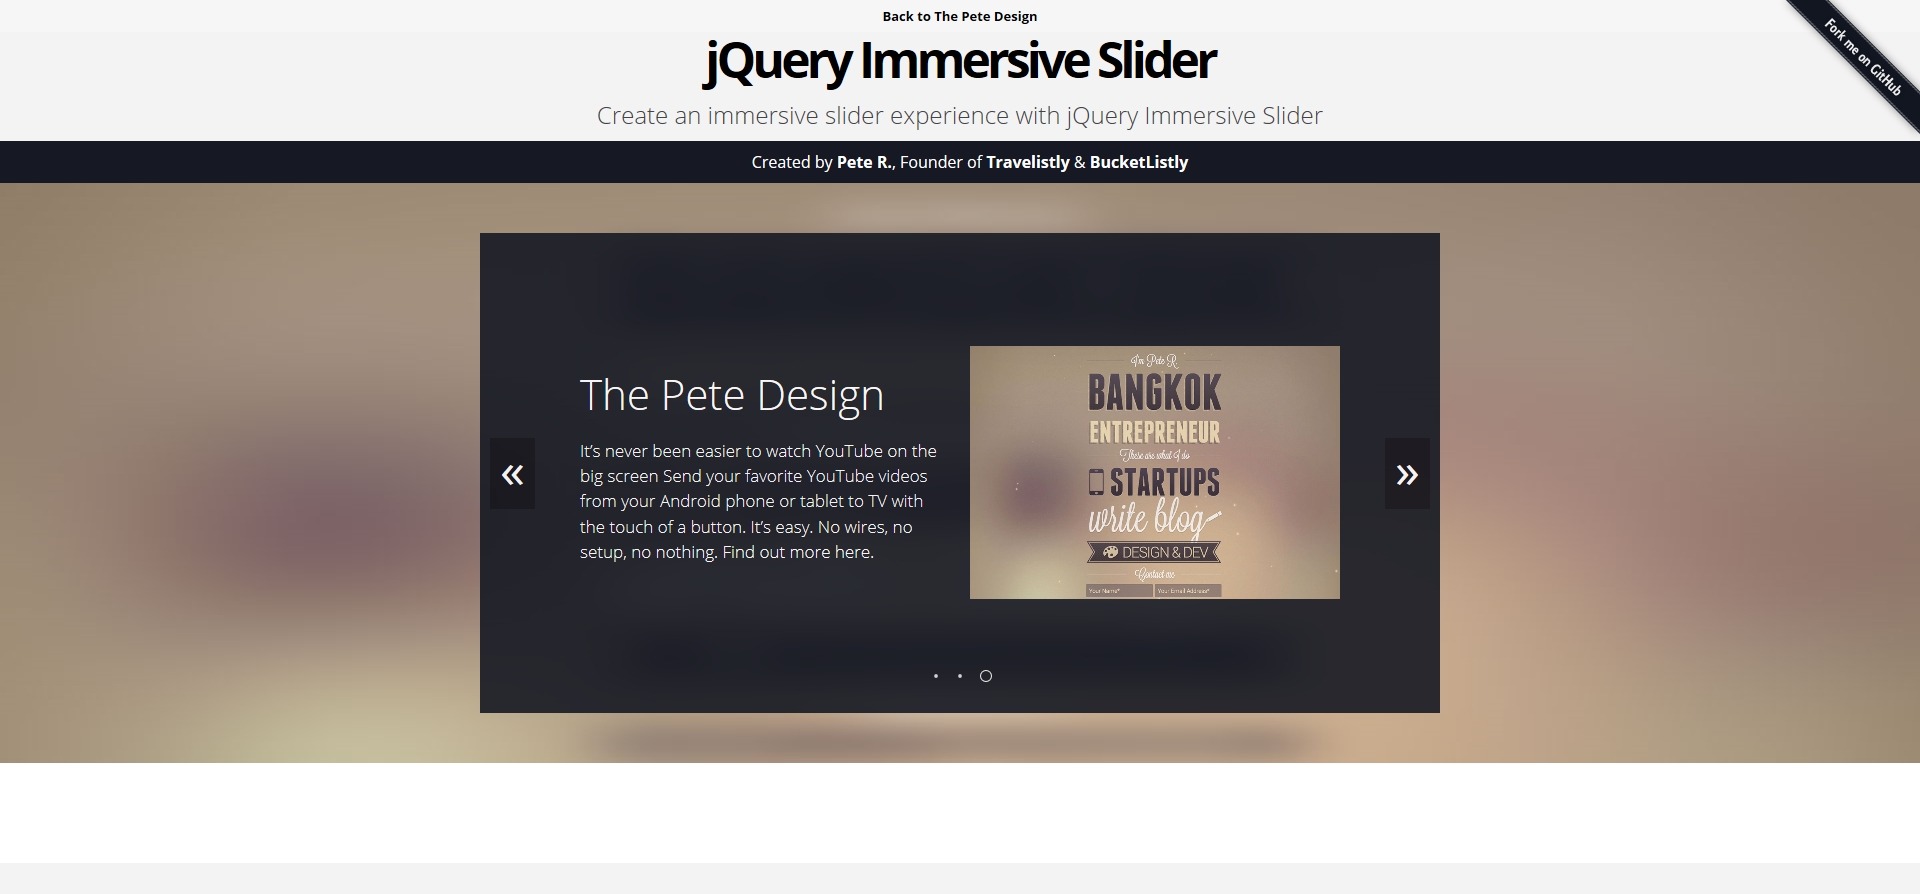 Back to The Pete Design
Fork me on GitHub
jQuery Immersive Slider
Create an immersive slider experience with jQuery Immersive Slider
Created by Pete R., Founder of Travelistly & BucketListly
«
The Pete Design
It’s never been easier to watch YouTube on the
big screen Send your favorite YouTube videos
from your Android phone or tablet to TV with
the touch of a button. It’s easy. No wires, no
setup, no nothing. Find out more here.
I'm Pete R.
BANGKOK
ENTREPRENEUR
These are what I do
STARTUPS
write blog
DESIGN & DEV
Contact me
Your Name*
Your Email Address*
»